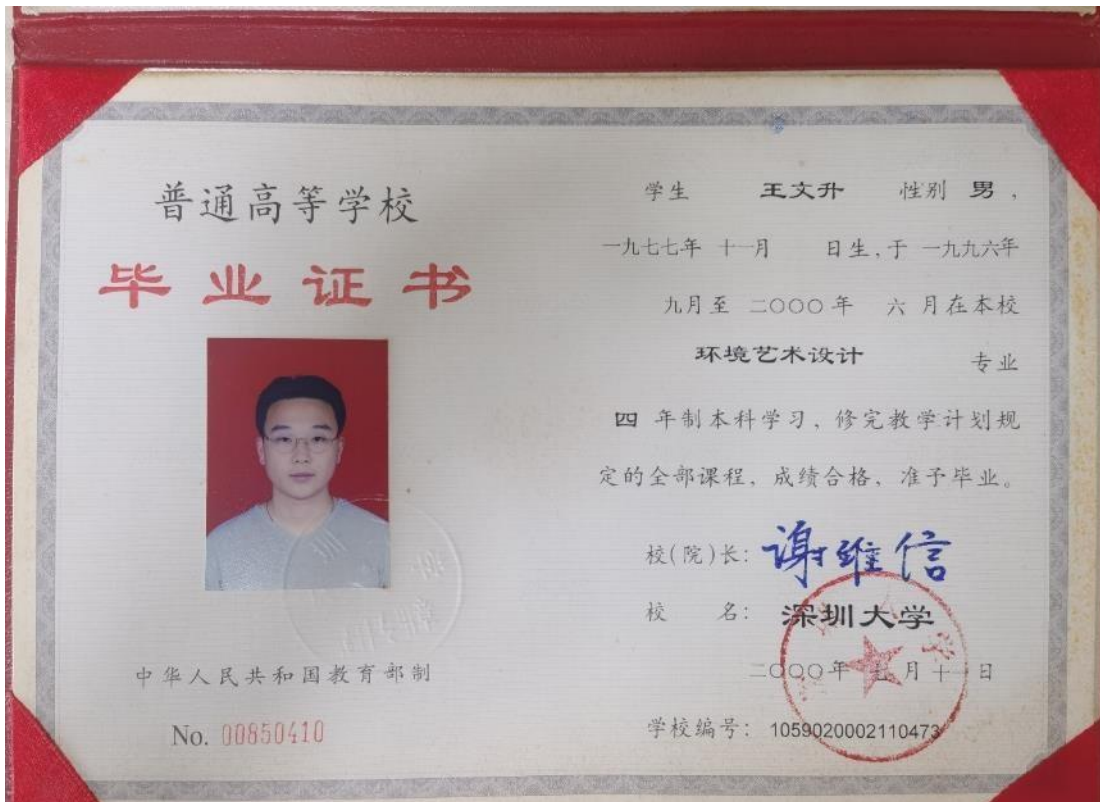 普通高等学校
毕业证书
中华人民共和国教育部制
No. 00850410
学生 王文升 性别 男，
一九七七年 十一月 日生，于 一九九六年
九月至 二〇〇〇年 六 月在本校
环境艺术设计 专业
四 年制本科学习，修完教学计划规
定的全部课程，成绩合格，准予毕业。
校(院)长: 谢维信
校 名: 深圳大学
二〇〇〇年 七 月 十一 日
学校编号: 1059020002110473